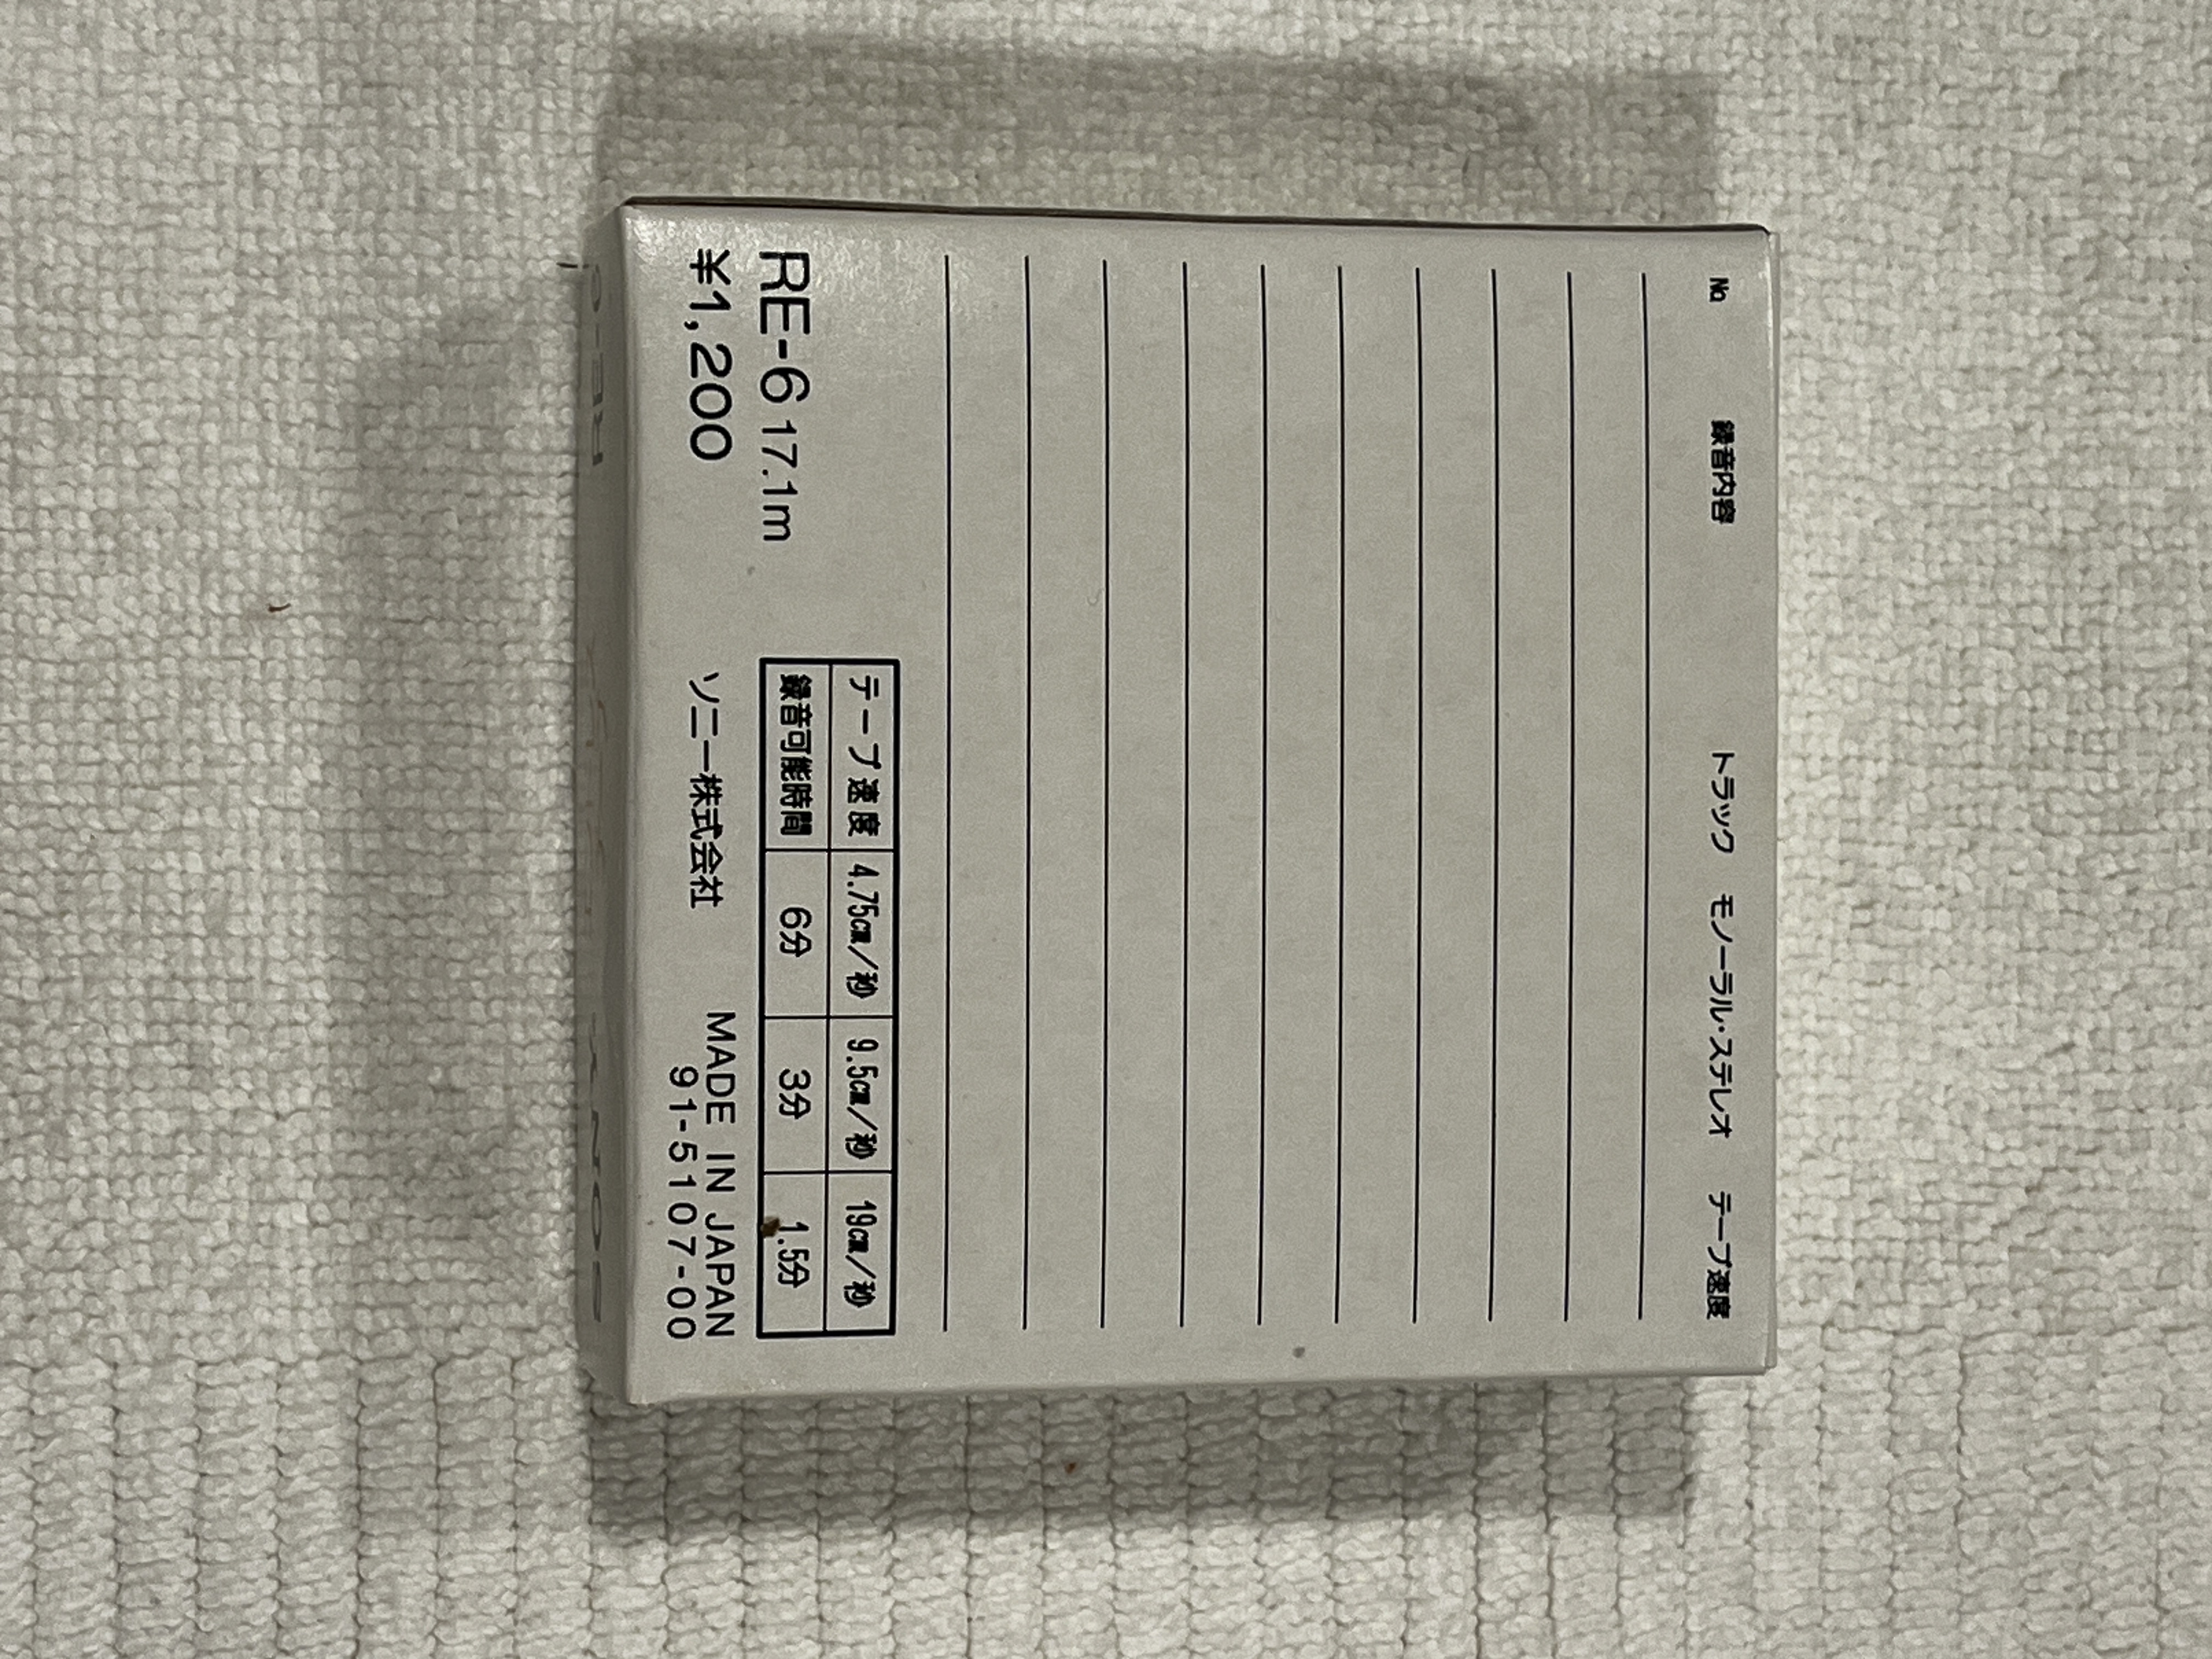 № 録音内容 トラック モノーラル・ステレオ テープ速度
RE-6 17.1m
¥1,200
テープ速度 4.75㎝/秒 9.5㎝/秒 19㎝/秒
録音可能時間 6分 3分 1.5分
ソニー株式会社
MADE IN JAPAN
91-5107-00
RE-6
SONY